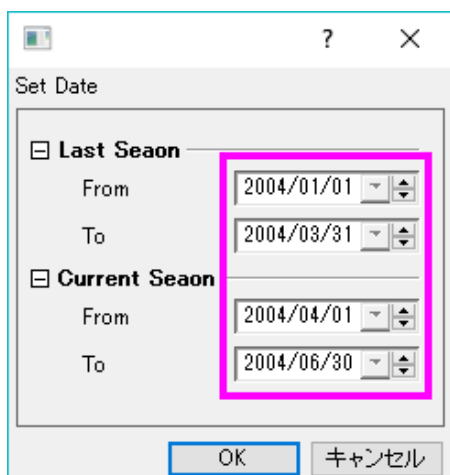 ?
Set Date
Last Seaon
From 2004/01/01
To 2004/03/31
Current Seaon
From 2004/04/01
To 2004/06/30
OK キャンセル